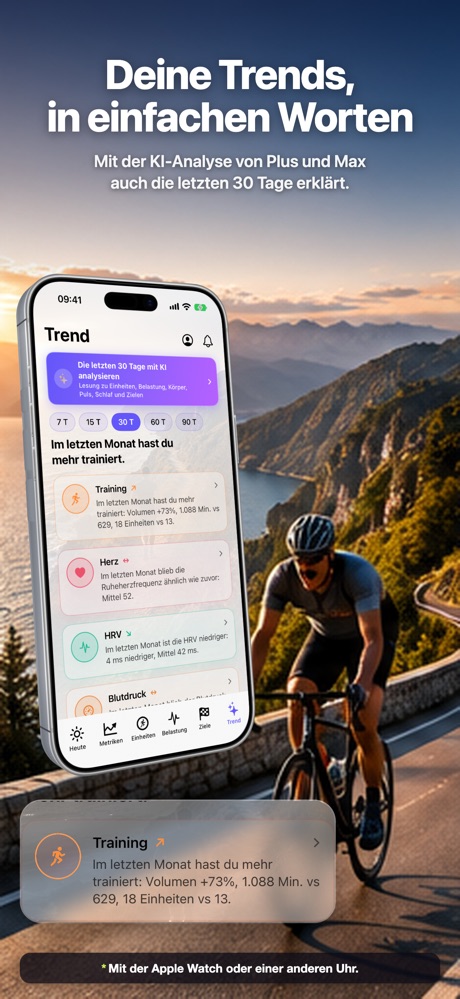 Deine Trends,
in einfachen Worten
Mit der KI-Analyse von Plus und Max
auch die letzten 30 Tage erklärt.
09:41
Trend
Die letzten 30 Tage mit KI
analysieren
Lesung zu Einheiten, Belastung, Körper,
Puls, Schlaf und Zielen
7 T 15 T 30 T 60 T 90 T
Im letzten Monat hast du
mehr trainiert.
Training
Im letzten Monat hast du mehr
trainiert: Volumen +73%, 1.088 Min. vs
629, 18 Einheiten vs 13.
Herz
Im letzten Monat blieb die
Ruheherzfrequenz ähnlich wie zuvor:
Mittel 52.
HRV
Im letzten Monat ist die HRV niedriger:
4 ms niedriger, Mittel 42 ms.
Blutdruck
Heute Metriken Einheiten Belastung Ziele Trend
Training
Im letzten Monat hast du mehr
trainiert: Volumen +73%, 1.088 Min. vs
629, 18 Einheiten vs 13.
* Mit der Apple Watch oder einer anderen Uhr.